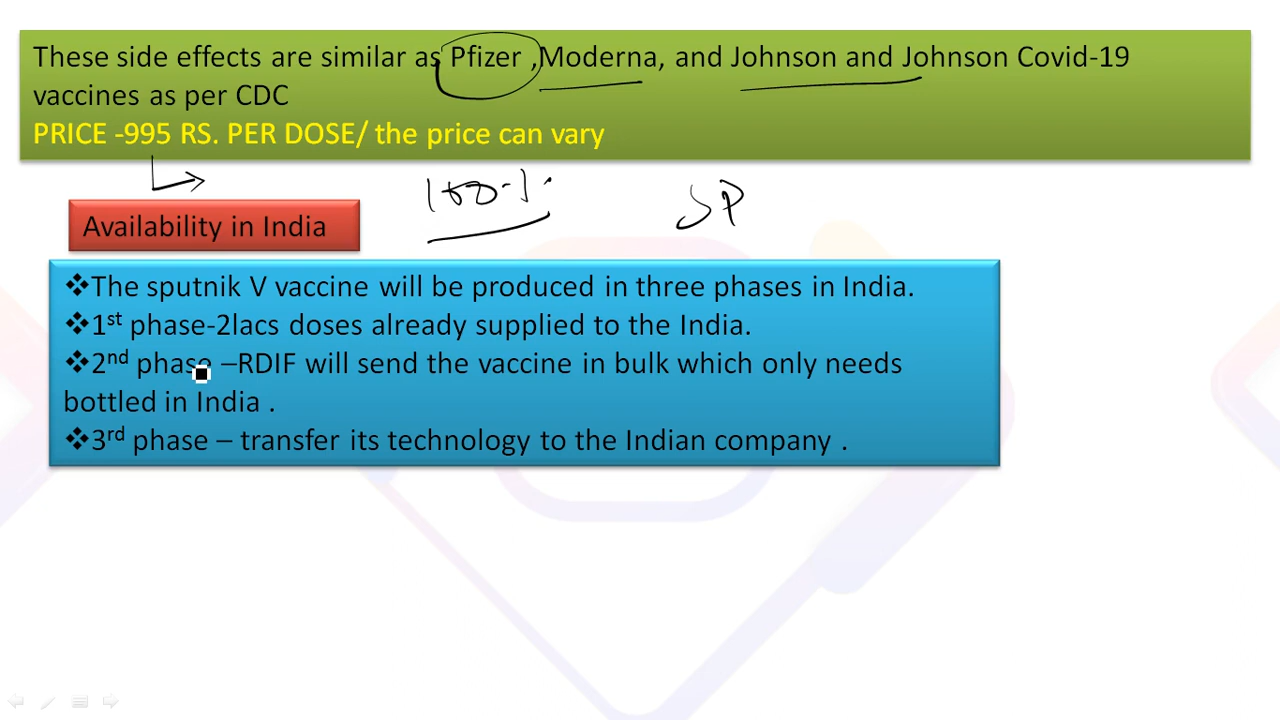 These side effects are similar as Pfizer ,Moderna, and Johnson and Johnson Covid-19
vaccines as per CDC
PRICE -995 RS. PER DOSE/ the price can vary
SP
Availability in India
❖The sputnik V vaccine will be produced in three phases in India.
❖1st phase-2lacs doses already supplied to the India.
❖2nd phase –RDIF will send the vaccine in bulk which only needs
bottled in India .
❖3rd phase – transfer its technology to the Indian company .